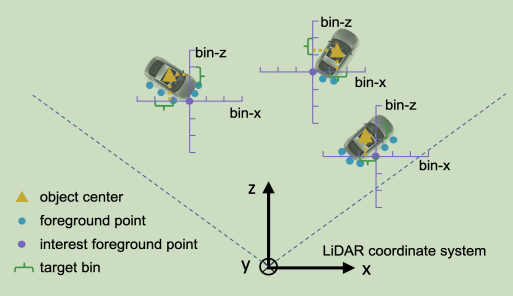 bin-z
bin-x
bin-z
bin-x
bin-z
bin-x
object center
foreground point
interest foreground point
target bin
z
LiDAR coordinate system
y
x